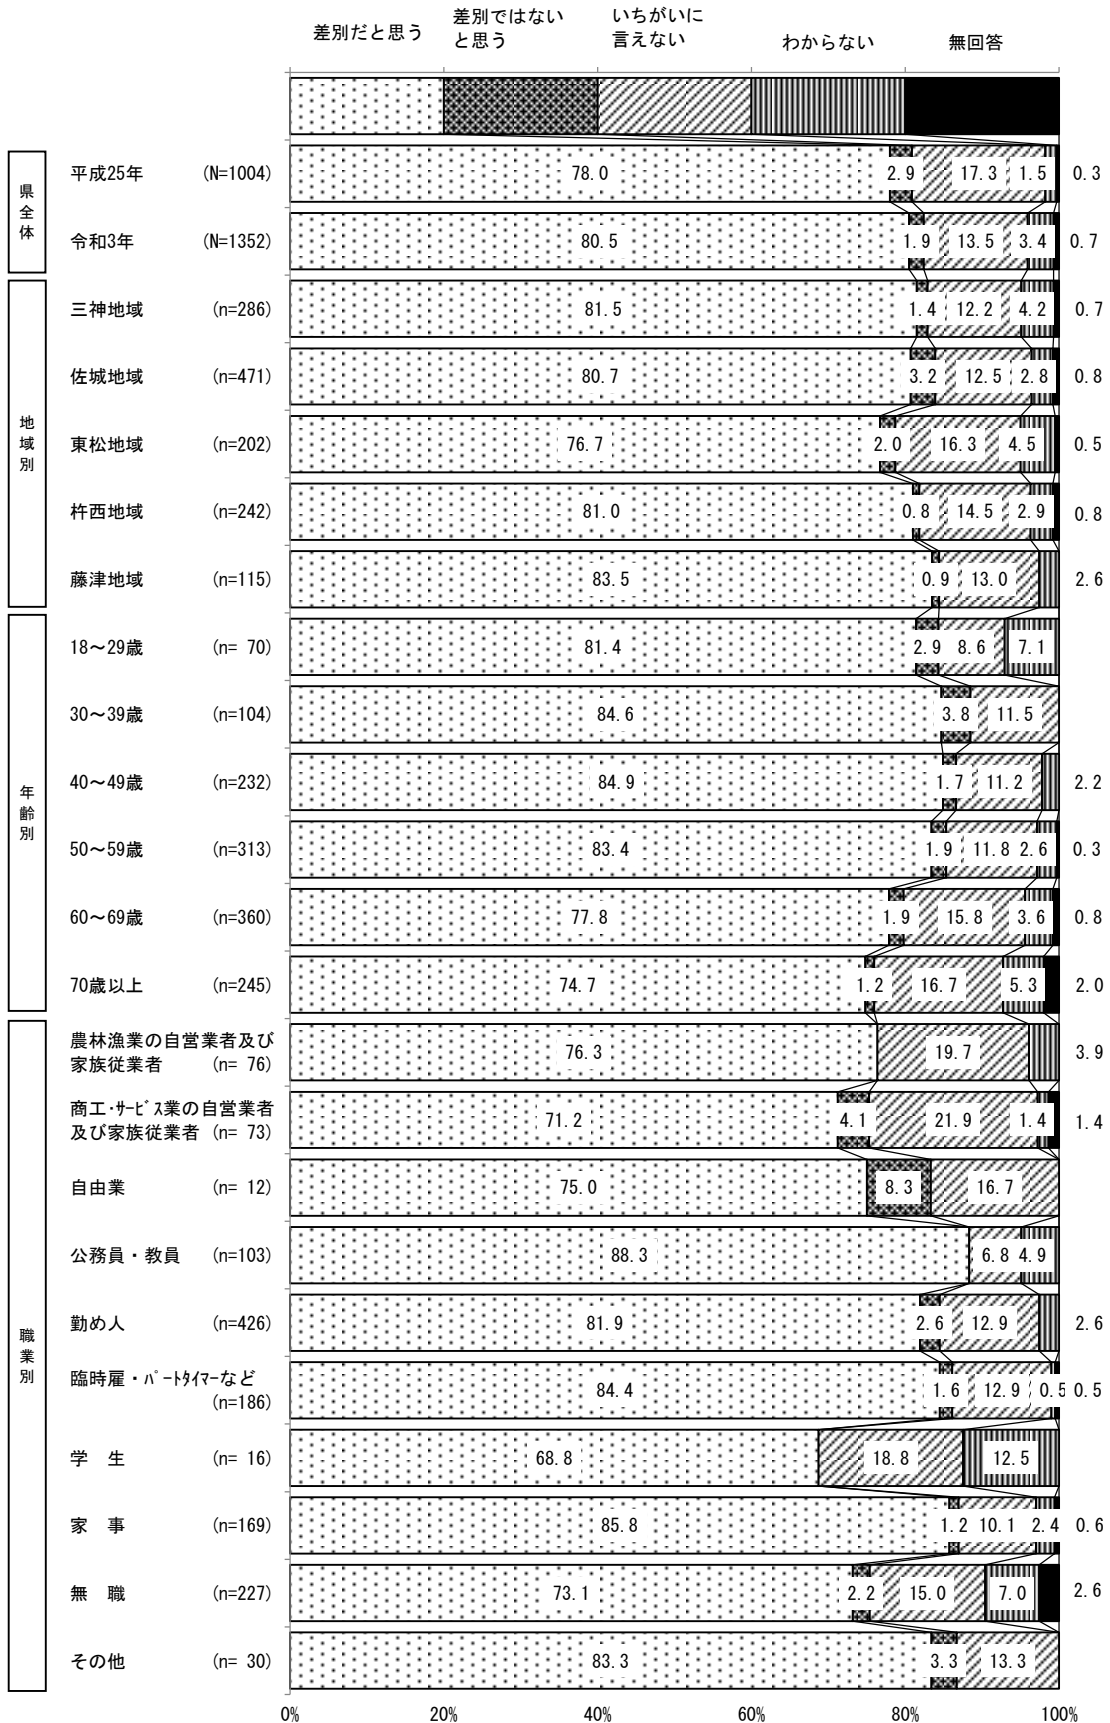 差別だと思う 差別ではないと思う いちがいに言えない わからない 無回答
県全体
平成25年 (N=1004) 78.0 2.9 17.3 1.5 0.3
令和3年 (N=1352) 80.5 1.9 13.5 3.4 0.7
地域別
三神地域 (n=286) 81.5 1.4 12.2 4.2 0.7
佐城地域 (n=471) 80.7 3.2 12.5 2.8 0.8
東松地域 (n=202) 76.7 2.0 16.3 4.5 0.5
杵西地域 (n=242) 81.0 0.8 14.5 2.9 0.8
藤津地域 (n=115) 83.5 0.9 13.0 2.6
年齢別
18～29歳 (n= 70) 81.4 2.9 8.6 7.1
30～39歳 (n=104) 84.6 3.8 11.5
40～49歳 (n=232) 84.9 1.7 11.2 2.2
50～59歳 (n=313) 83.4 1.9 11.8 2.6 0.3
60～69歳 (n=360) 77.8 1.9 15.8 3.6 0.8
70歳以上 (n=245) 74.7 1.2 16.7 5.3 2.0
職業別
農林漁業の自営業者及び
家族従業者 (n= 76) 76.3 19.7 3.9
商工・ｻｰﾋﾞｽ業の自営業者
及び家族従業者 (n= 73) 71.2 4.1 21.9 1.4 1.4
自由業 (n= 12) 75.0 8.3 16.7
公務員・教員 (n=103) 88.3 6.8 4.9
勤め人 (n=426) 81.9 2.6 12.9 2.6
臨時雇・ﾊﾟｰﾄﾀｲﾏｰなど
(n=186) 84.4 1.6 12.9 0.5 0.5
学 生 (n= 16) 68.8 18.8 12.5
家 事 (n=169) 85.8 1.2 10.1 2.4 0.6
無 職 (n=227) 73.1 2.2 15.0 7.0 2.6
その他 (n= 30) 83.3 3.3 13.3
0% 20% 40% 60% 80% 100%